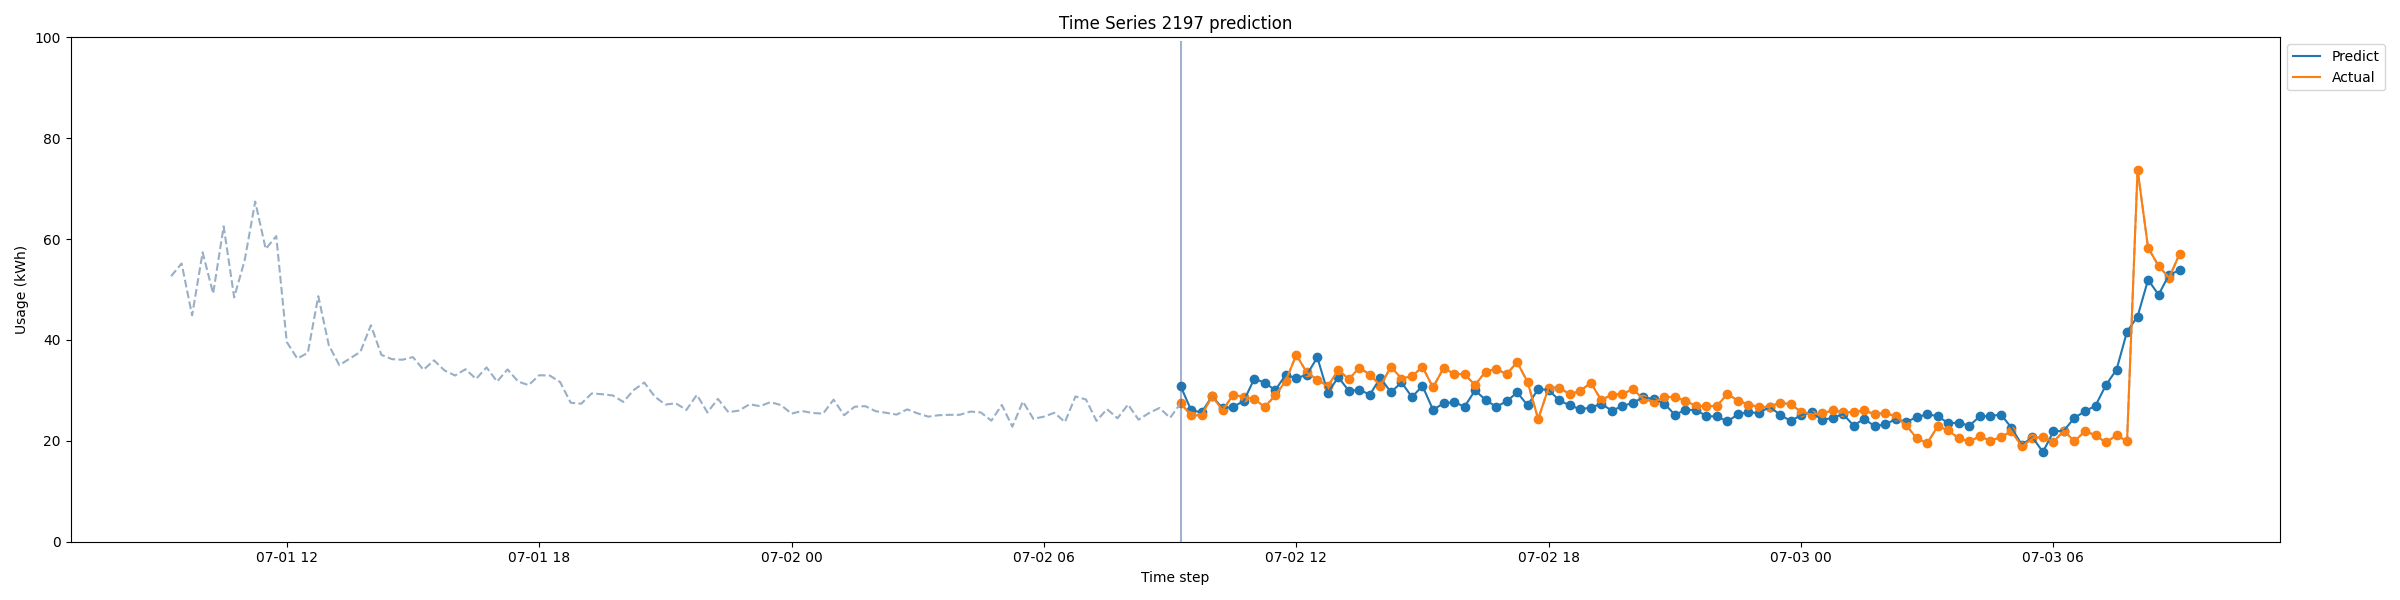 Time Series 2197 prediction
Predict
Actual
Usage (kWh)
100
80
60
40
20
0
07-01 12
07-01 18
07-02 00
07-02 06
07-02 12
07-02 18
07-03 00
07-03 06
Time step